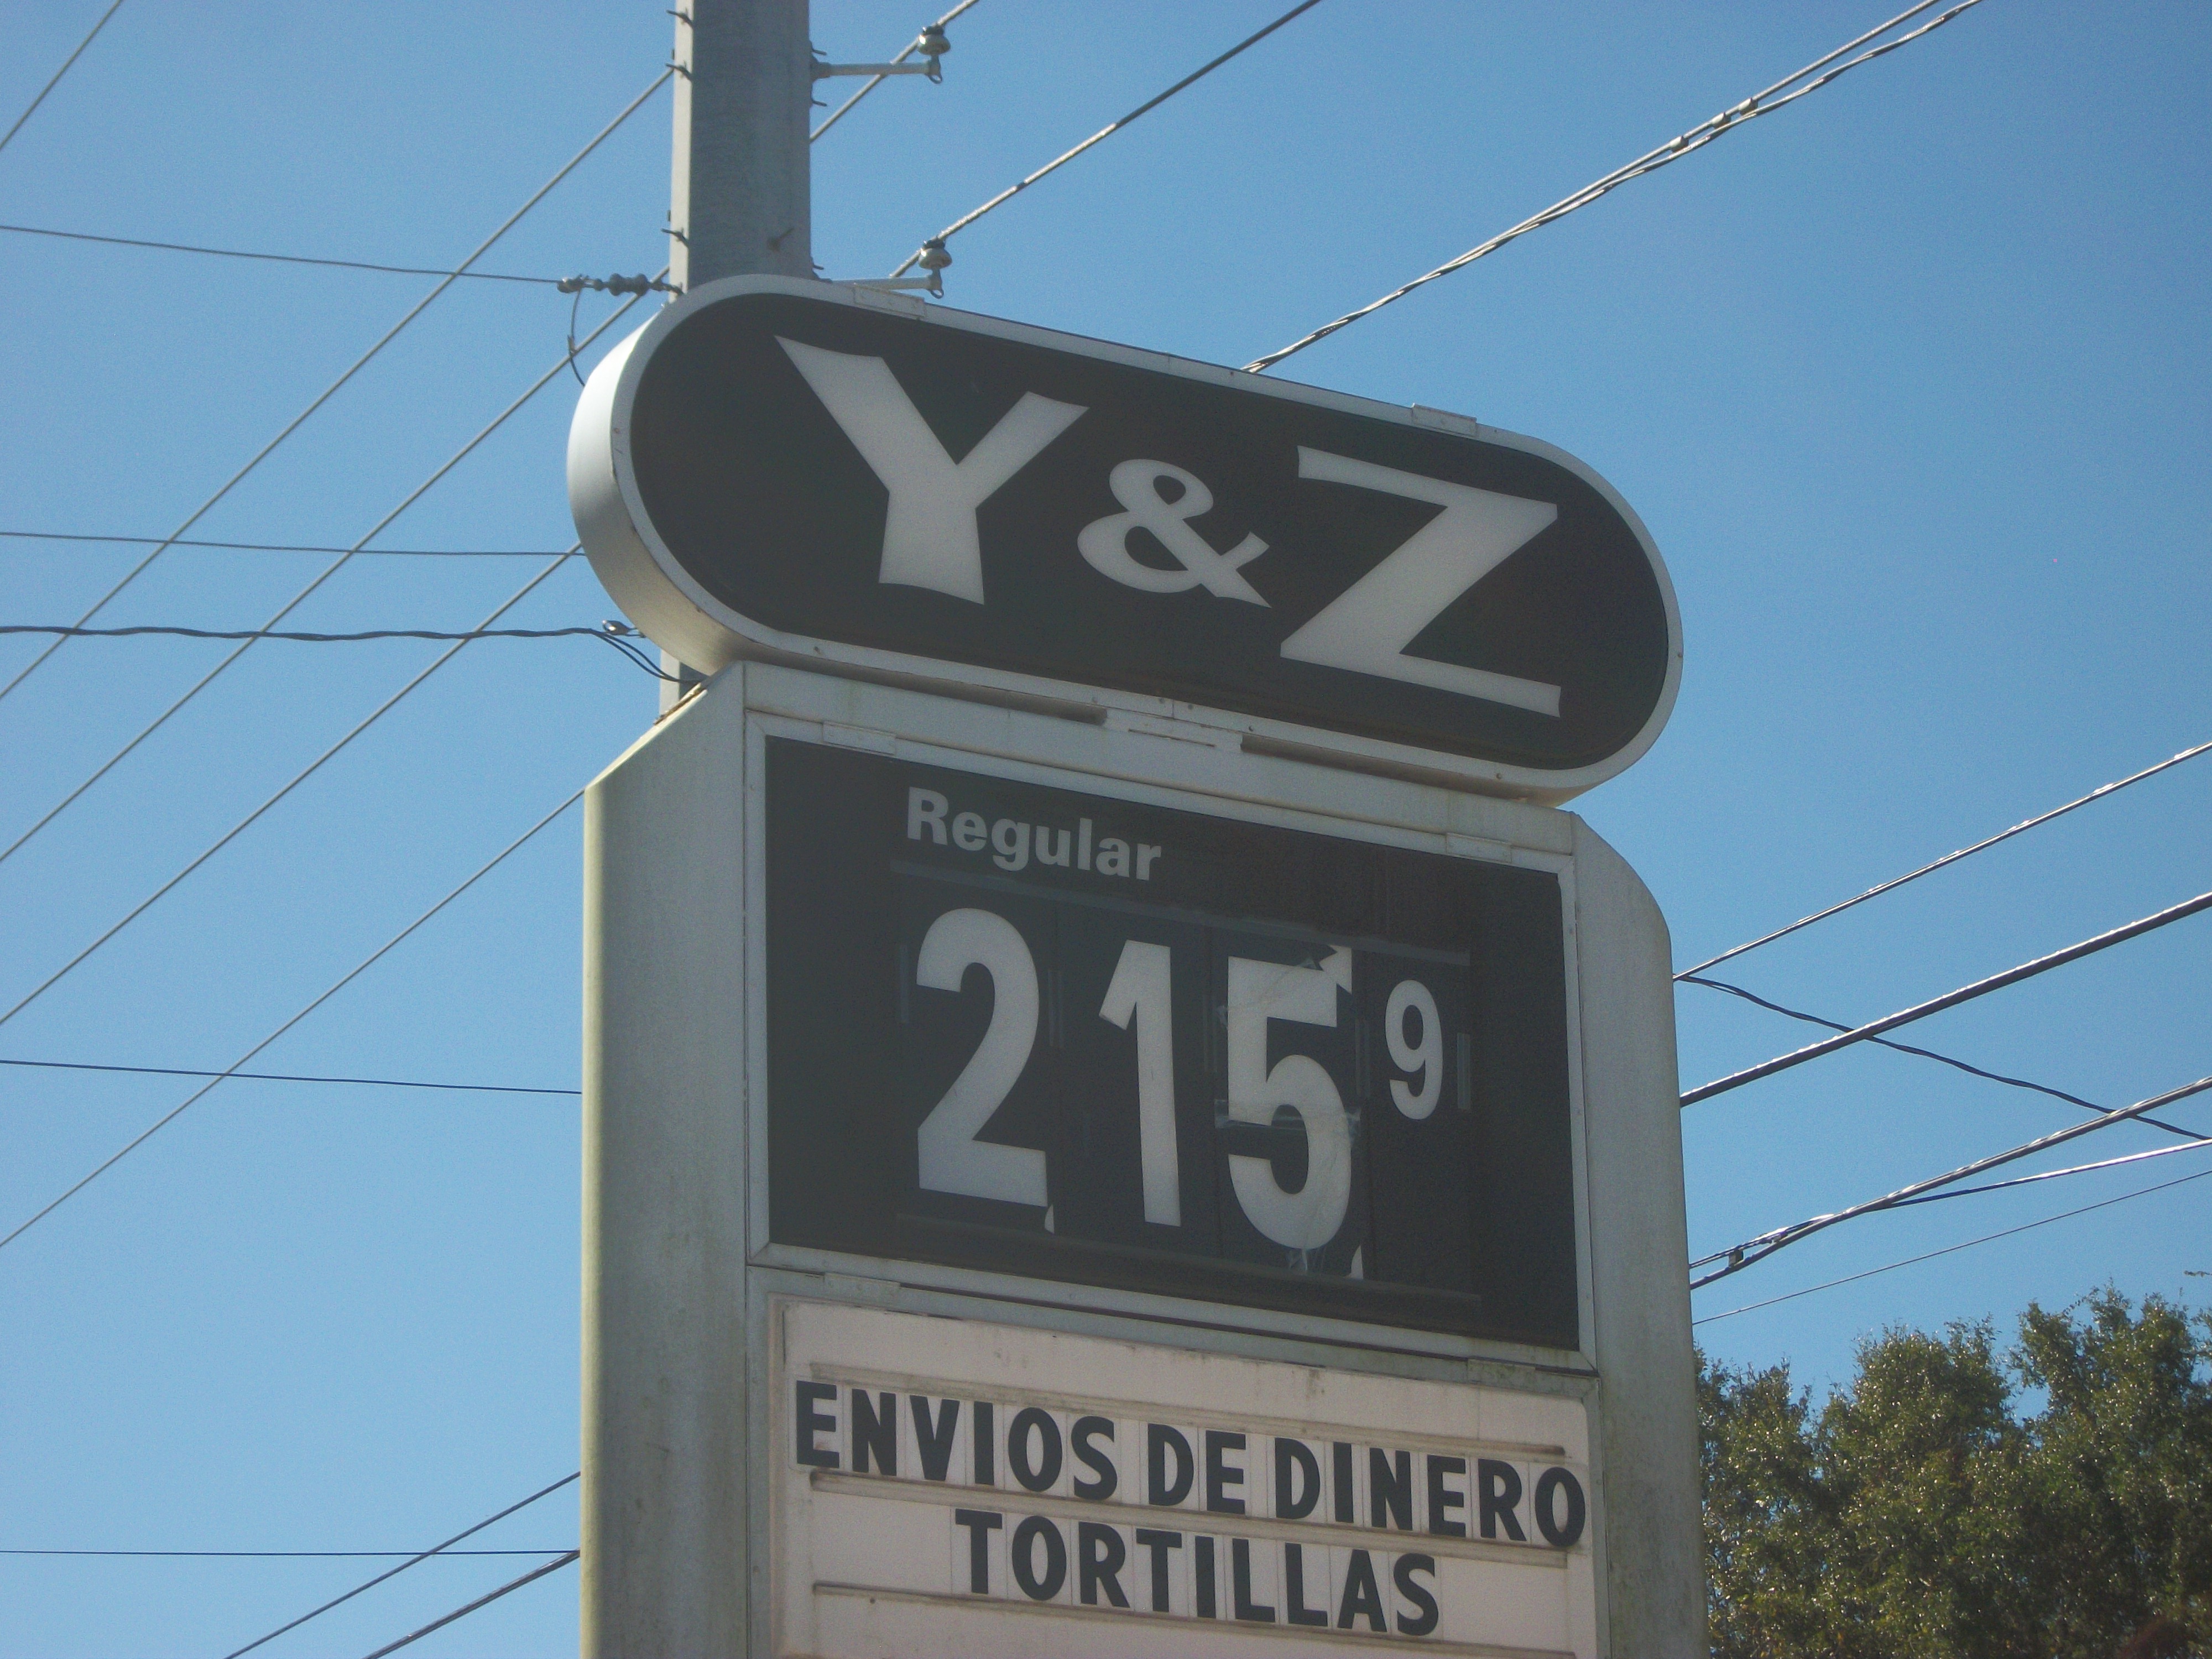 Y & Z
Regular
2 15 9
ENVIOS DE DINERO
TORTILLAS